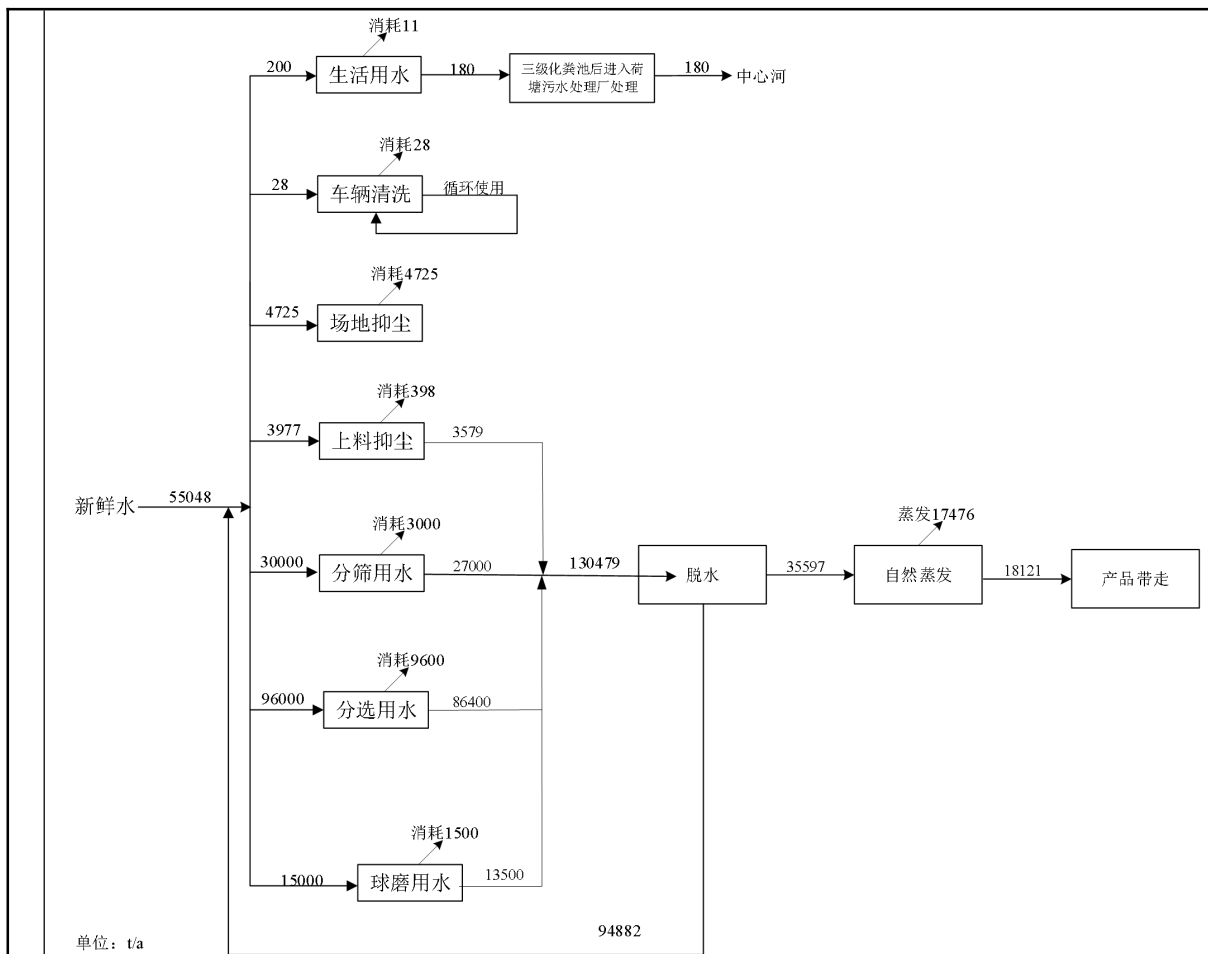 消耗11
200
生活用水
180
三级化粪池后进入荷
塘污水处理厂处理
180
中心河
消耗28
28
车辆清洗
循环使用
消耗4725
4725
场地抑尘
消耗398
3977
上料抑尘
3579
新鲜水
55048
消耗3000
30000
分筛用水
27000
130479
脱水
35597
蒸发17476
自然蒸发
18121
产品带走
消耗9600
96000
分选用水
86400
消耗1500
15000
球磨用水
13500
94882
单位：t/a